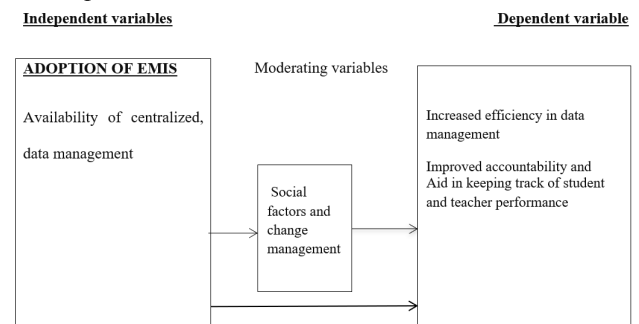 Independent variables
Dependent variable
ADOPTION OF EMIS
Availability of centralized,
data management
Moderating variables
Social
factors and
change
management
Increased efficiency in data
management
Improved accountability and
Aid in keeping track of student
and teacher performance